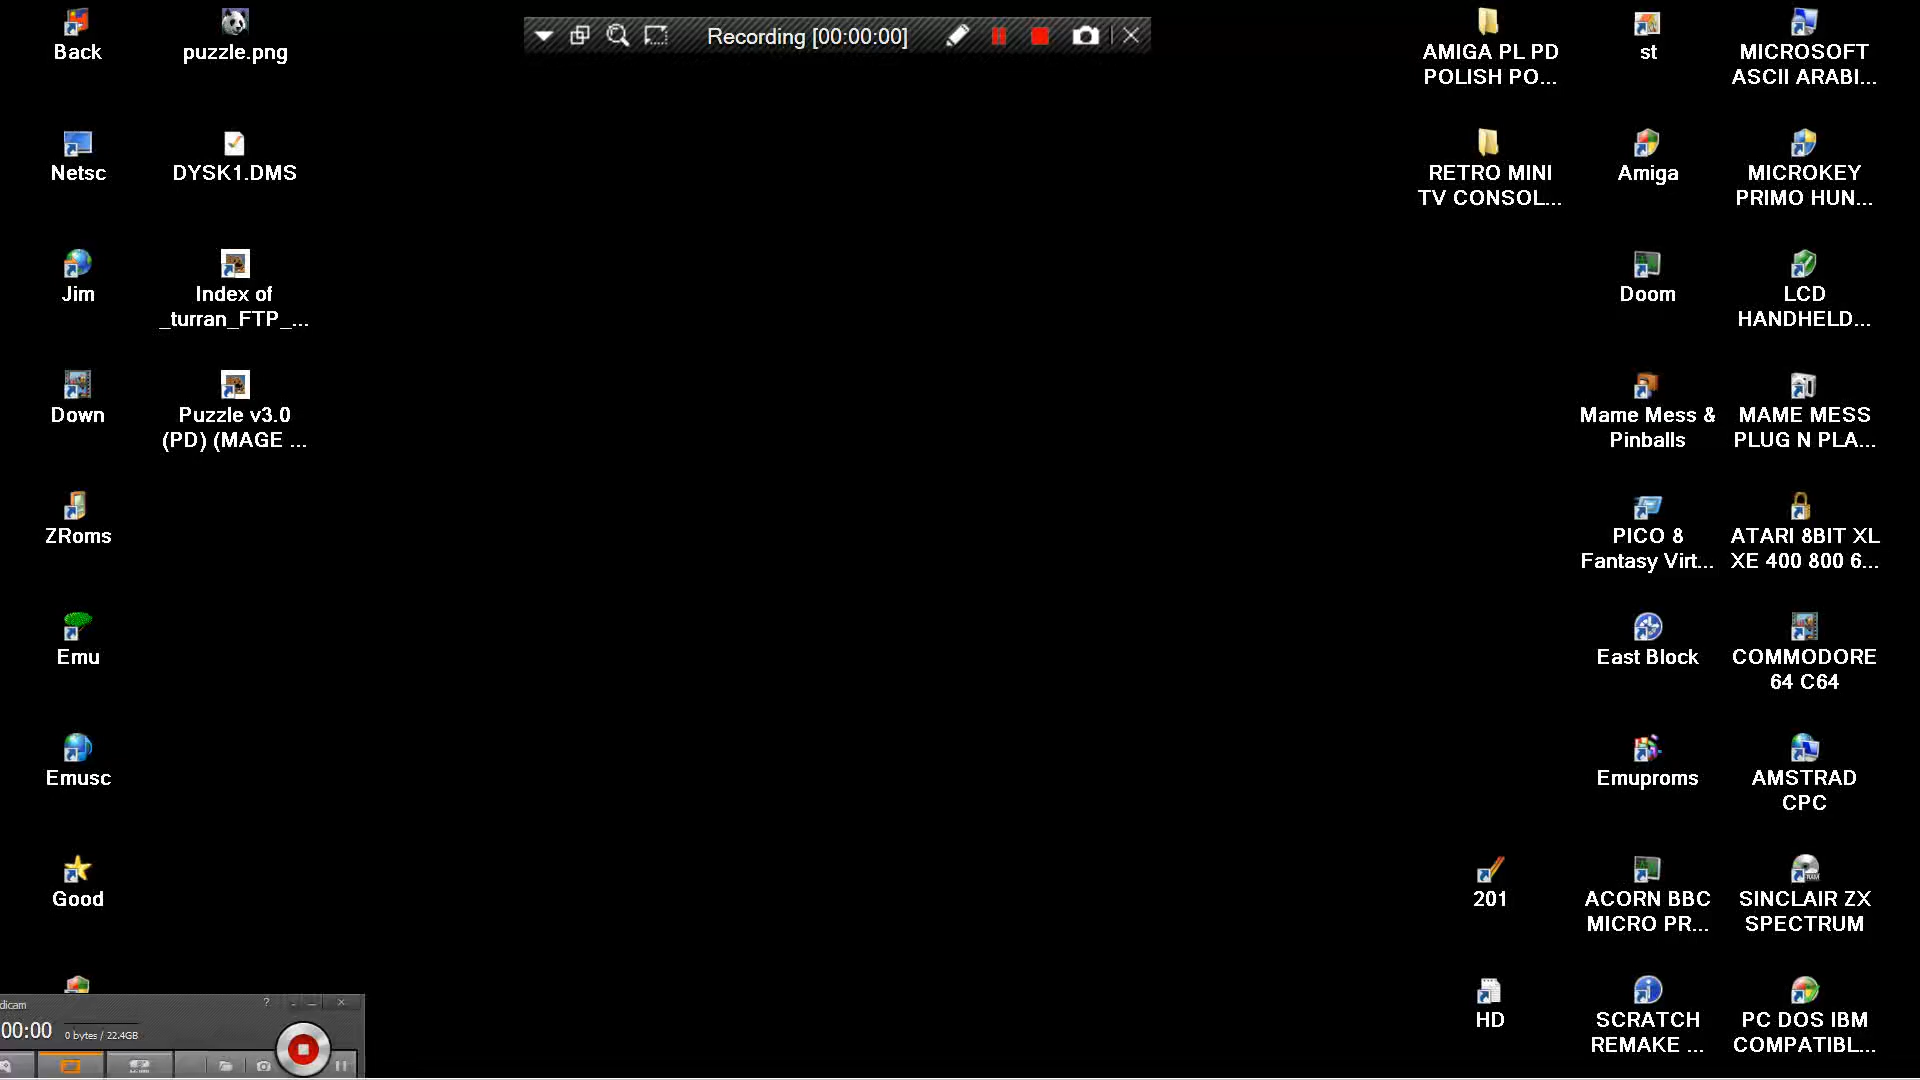 Recording [00:00:00]
Back
puzzle.png
Netsc
DYSK1.DMS
Jim
Index of
_turran_FTP_...
Down
Puzzle v3.0
(PD) (MAGE ...
ZRoms
Emu
Emusc
Good
dicam
?
00:00
0 bytes / 22.4GB
AMIGA PL PD
POLISH PO...
st
MICROSOFT
ASCII ARABI...
RETRO MINI
TV CONSOL...
Amiga
MICROKEY
PRIMO HUN...
Doom
LCD
HANDHELD...
Mame Mess &
Pinballs
MAME MESS
PLUG N PLA...
PICO 8
Fantasy Virt...
ATARI 8BIT XL
XE 400 800 6...
East Block
COMMODORE
64 C64
Emuproms
AMSTRAD
CPC
201
ACORN BBC
MICRO PR...
SINCLAIR ZX
SPECTRUM
HD
SCRATCH
REMAKE ...
PC DOS IBM
COMPATIBL...